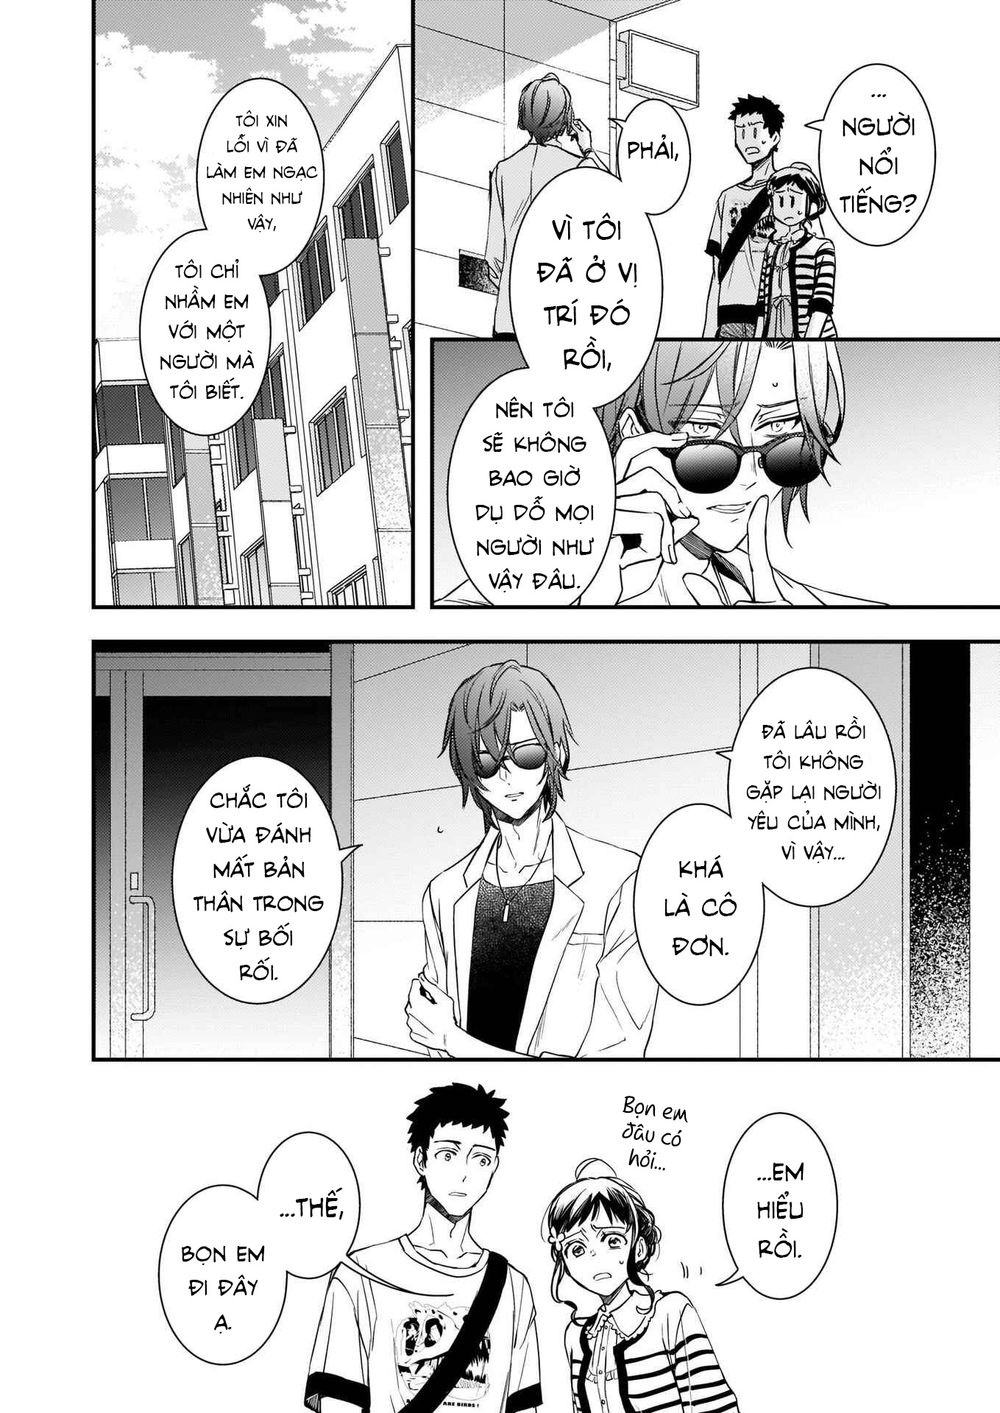 ...
NGƯỜI
NỔI
TIẾNG?
PHẢI,
VÌ TÔI
ĐÃ Ở VỊ
TRÍ ĐÓ
RỒI,
NÊN TÔI
SẼ KHÔNG
BAO GIỜ
DỤ DỖ MỌI
NGƯỜI NHƯ
VẬY ĐÂU.
TÔI XIN
LỖI VÌ ĐÃ
LÀM EM NGẠC
NHIÊN NHƯ
VẬY,
TÔI CHỈ
NHẦM EM
VỚI MỘT
NGƯỜI MÀ
TÔI BIẾT.
ĐÃ LÂU RỒI
TÔI KHÔNG
GẶP LẠI NGƯỜI
YÊU CỦA MÌNH,
VÌ VẬY...
KHÁ
LÀ CÔ
ĐƠN.
CHẮC TÔI
VỪA ĐÁNH
MẤT BẢN
THÂN TRONG
SỰ BỐI
RỐI.
...EM
HIỂU
RỒI.
Bọn em
đâu có
hỏi...
...THẾ,
BỌN EM
ĐI ĐÂY
Ạ.
ARE BIRDS!